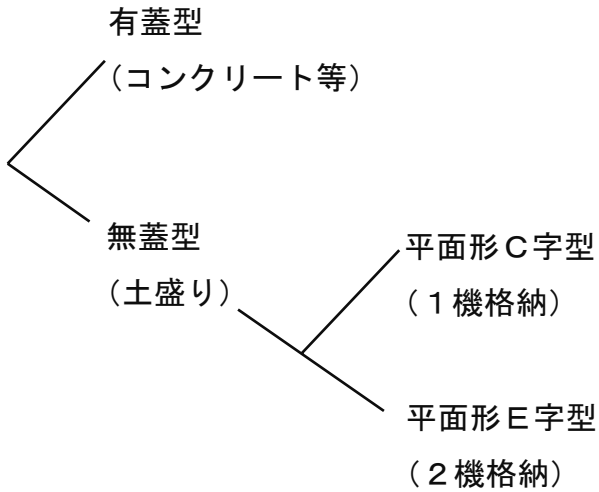 有蓋型
(コンクリート等)
無蓋型
(土盛り)
平面形C字型
(1機格納)
平面形E字型
(2機格納)